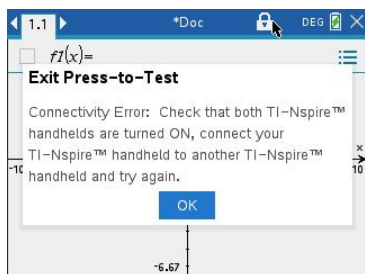 1.1 *Doc DEG
f1(x)=
Exit Press-to-Test
Connectivity Error: Check that both TI-Nspire™
handhelds are turned ON, connect your
TI-Nspire™ handheld to another TI-Nspire™
handheld and try again.
x
-10 10
OK
-6.67